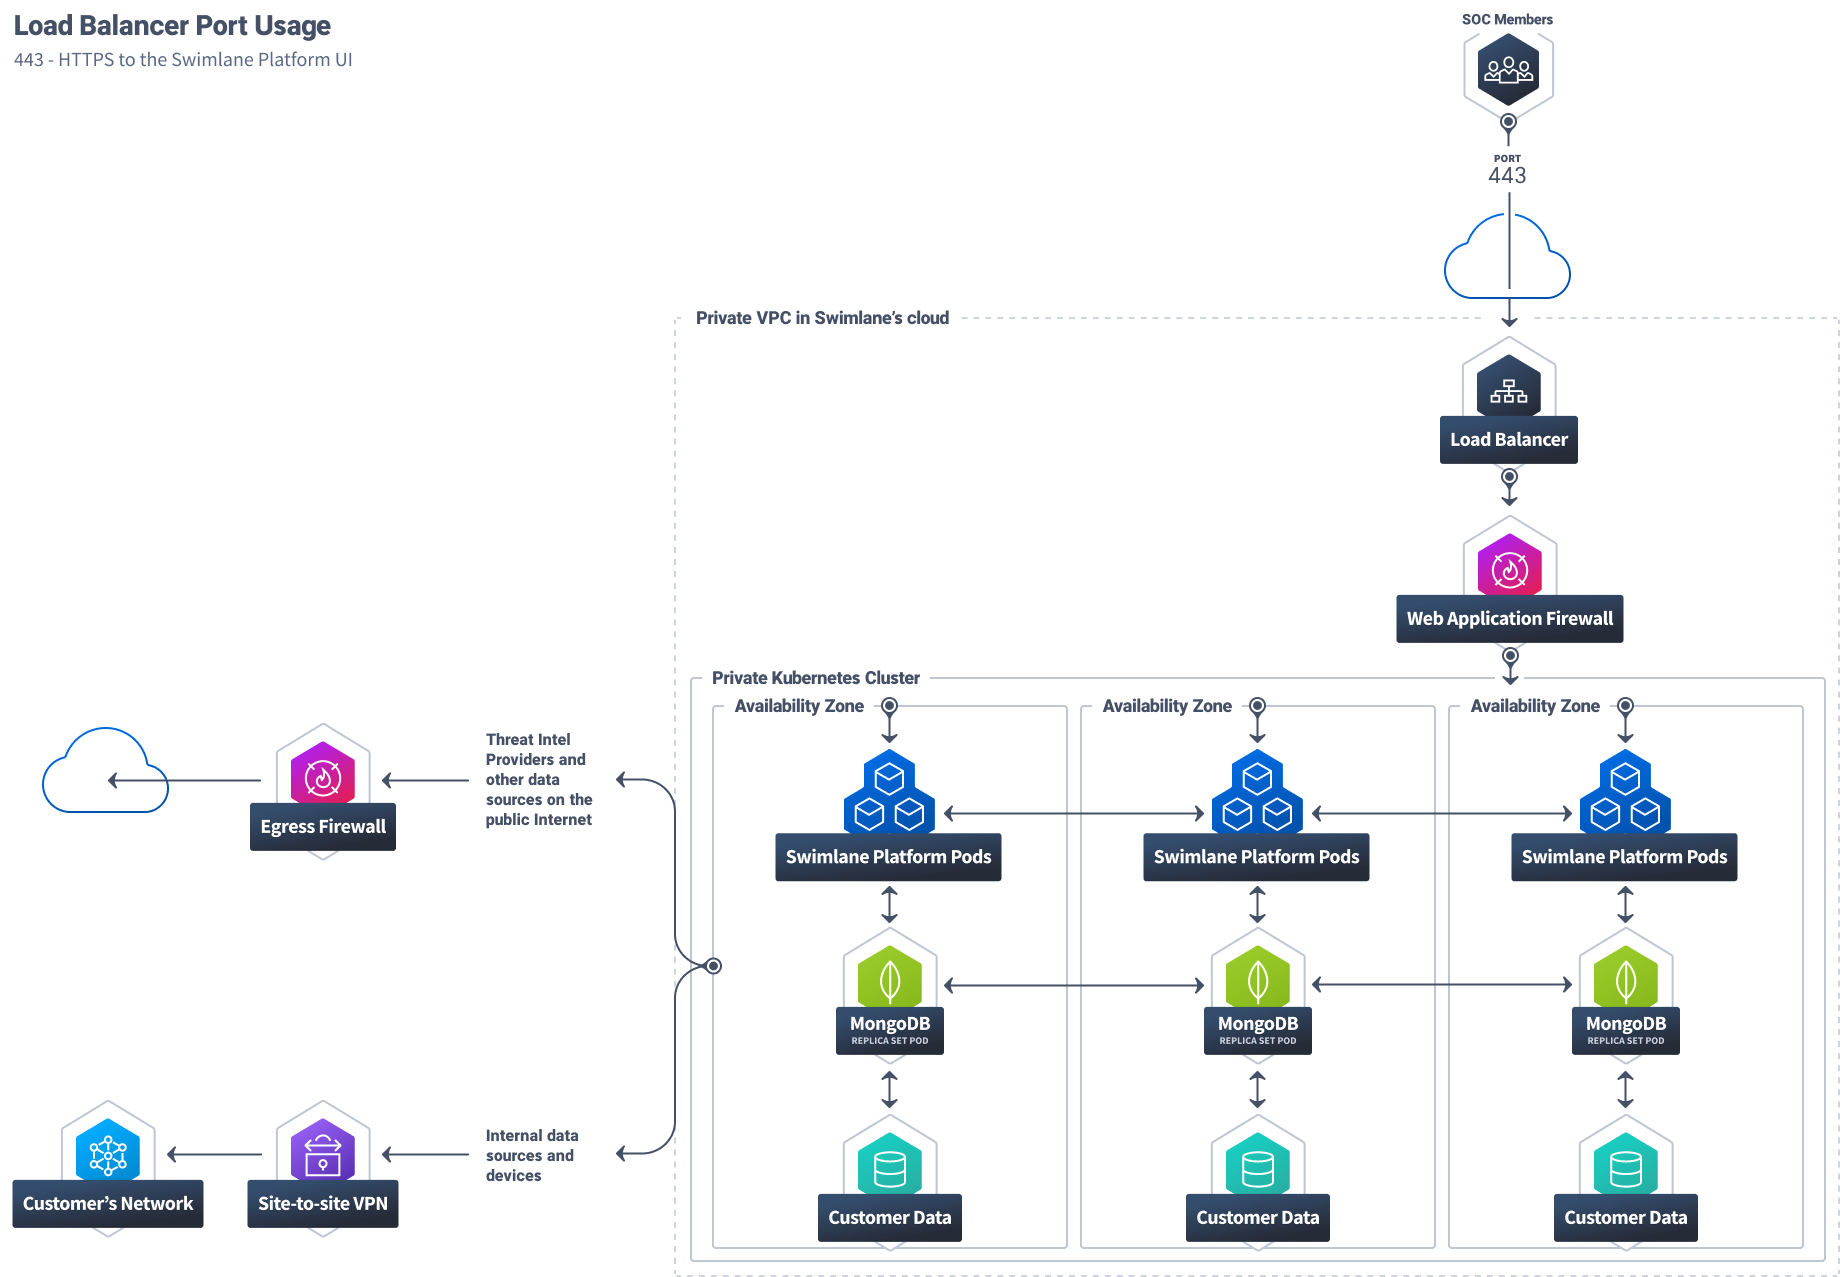 Load Balancer Port Usage
443 - HTTPS to the Swimlane Platform UI
SOC Members
PORT
443
Private VPC in Swimlane’s cloud
Load Balancer
Web Application Firewall
Private Kubernetes Cluster
Availability Zone
Availability Zone
Availability Zone
Threat Intel
Providers and
other data
sources on the
public Internet
Egress Firewall
Swimlane Platform Pods
Swimlane Platform Pods
Swimlane Platform Pods
MongoDB
REPLICA SET POD
MongoDB
REPLICA SET POD
MongoDB
REPLICA SET POD
Internal data
sources and
devices
Customer’s Network
Site-to-site VPN
Customer Data
Customer Data
Customer Data